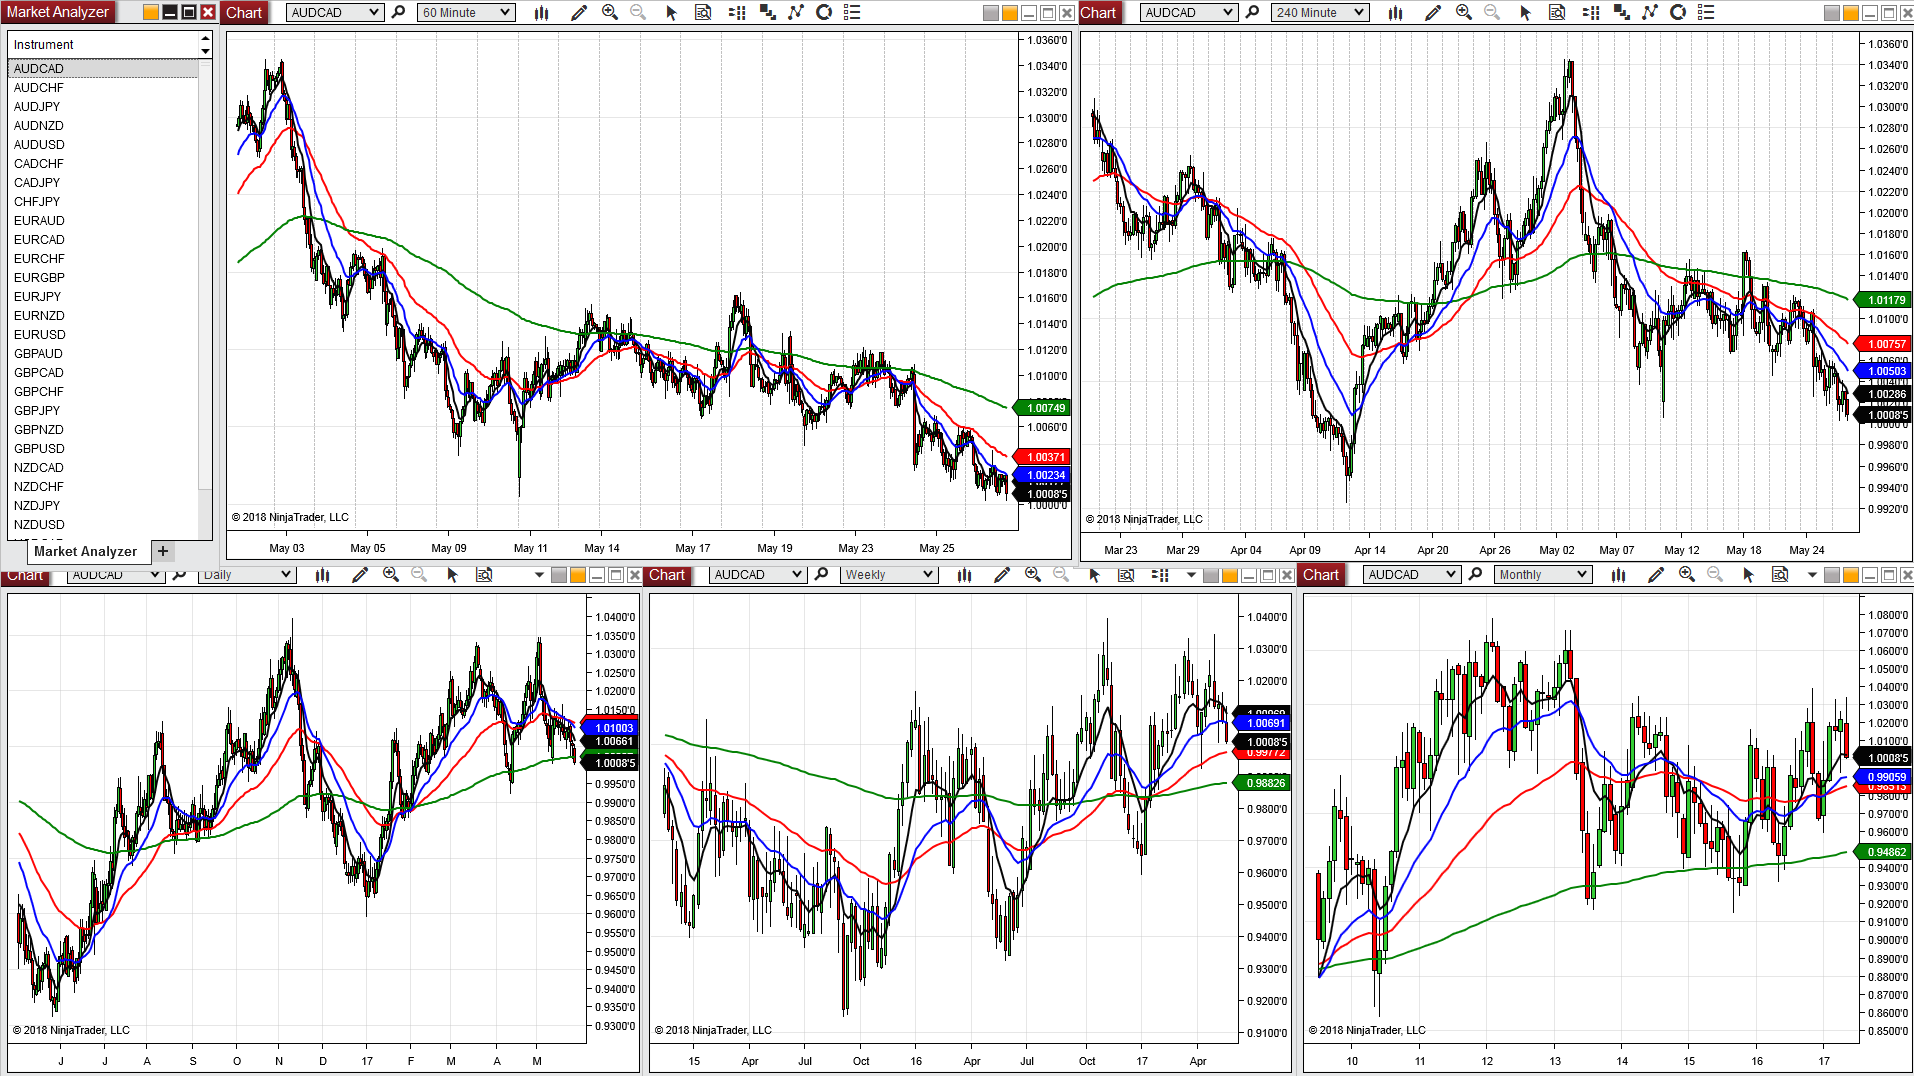 Market Analyzer
Instrument
AUDCAD
AUDCHF
AUDJPY
AUDNZD
AUDUSD
CADCHF
CADJPY
CHFJPY
EURAUD
EURCAD
EURCHF
EURGBP
EURJPY
EURNZD
EURUSD
GBPAUD
GBPCAD
GBPCHF
GBPJPY
GBPNZD
GBPUSD
NZDCAD
NZDCHF
NZDJPY
NZDUSD
Market Analyzer +
Chart AUDCAD 60 Minute
1.0360'0
1.0340'0
1.0320'0
1.0300'0
1.0280'0
1.0260'0
1.0240'0
1.0220'0
1.0200'0
1.0180'0
1.0160'0
1.0140'0
1.0120'0
1.0100'0
1.00749
1.0060'0
1.00371
1.00234
1.0008'5
1.0000'0
© 2018 NinjaTrader, LLC
May 03 May 05 May 09 May 11 May 14 May 17 May 19 May 23 May 25
Chart AUDCAD 240 Minute
1.0360'0
1.0340'0
1.0320'0
1.0300'0
1.0280'0
1.0260'0
1.0240'0
1.0220'0
1.0200'0
1.0180'0
1.0160'0
1.0140'0
1.01179
1.0100'0
1.00757
1.0060'0
1.00503
1.0040'0
1.00286
1.0008'5
1.0000'0
0.9980'0
0.9960'0
0.9940'0
0.9920'0
© 2018 NinjaTrader, LLC
Mar 23 Mar 29 Apr 04 Apr 09 Apr 14 Apr 20 Apr 26 May 02 May 07 May 12 May 18 May 24
Chart AUDCAD Daily
1.0400'0
1.0350'0
1.0300'0
1.0250'0
1.0200'0
1.0150'0
1.01003
1.00661
1.0008'5
0.9950'0
0.9900'0
0.9850'0
0.9800'0
0.9750'0
0.9700'0
0.9650'0
0.9600'0
0.9550'0
0.9500'0
0.9450'0
0.9400'0
0.9350'0
0.9300'0
© 2018 NinjaTrader, LLC
J J A S O N D 17 F M A M
Chart AUDCAD Weekly
1.0400'0
1.0300'0
1.0200'0
1.00691
1.0008'5
0.99772
0.98826
0.9800'0
0.9700'0
0.9600'0
0.9500'0
0.9400'0
0.9300'0
0.9200'0
0.9100'0
© 2018 NinjaTrader, LLC
15 Apr Jul Oct 16 Apr Jul Oct 17 Apr
Chart AUDCAD Monthly
1.0800'0
1.0700'0
1.0600'0
1.0500'0
1.0400'0
1.0300'0
1.0200'0
1.0100'0
1.0008'5
0.99059
0.98513
0.9800'0
0.9700'0
0.9600'0
0.94862
0.9400'0
0.9300'0
0.9200'0
0.9100'0
0.9000'0
0.8900'0
0.8800'0
0.8700'0
0.8600'0
0.8500'0
© 2018 NinjaTrader, LLC
10 11 12 13 14 15 16 17